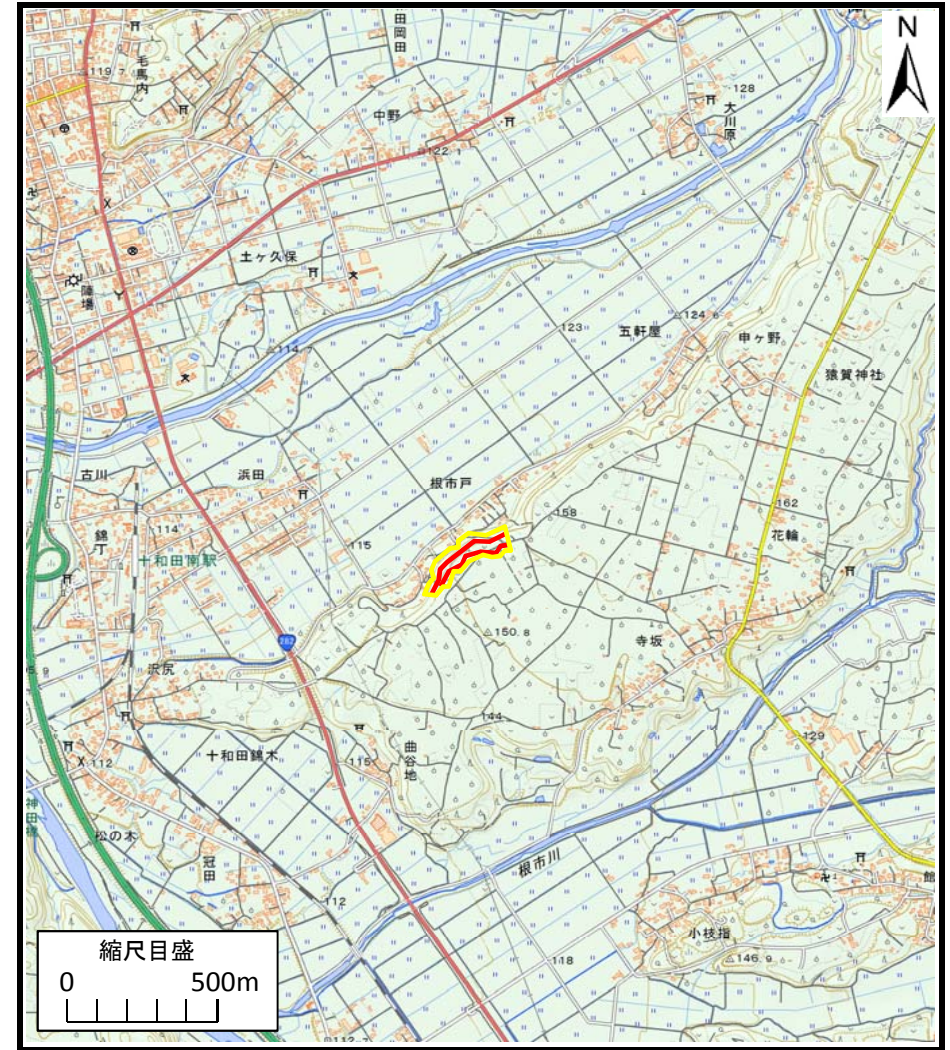 N
田岡田
毛馬内
119.7
中野
128
大川原
122.1
土ヶ久保
陣場
123
五軒屋
124.6
申ヶ野
114.7
猿賀神社
古川
浜田
根市戸
錦丁
114
115
158
162
花輪
十和田南駅
282
150.8
寺坂
沢尻
144
十和田錦木
曲谷地
115
129
112
神田橋
松の木
冠田
根市川
館
112
小枝指
118
146.9
縮尺目盛
0 500m
112.7